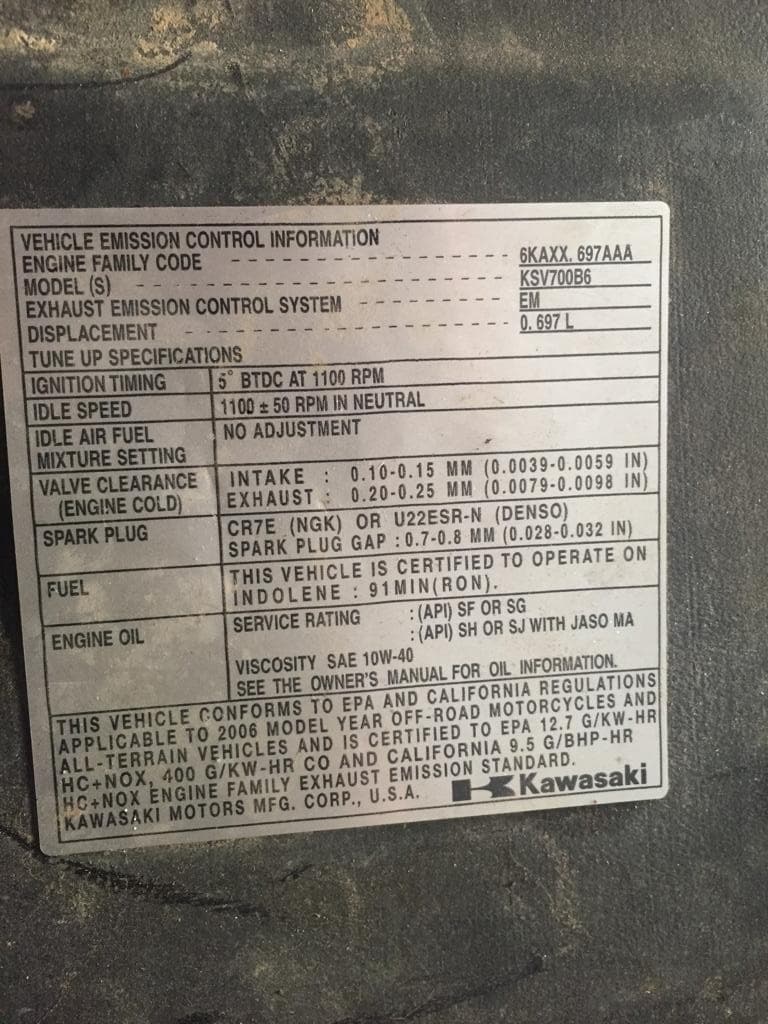 VEHICLE EMISSION CONTROL INFORMATION
ENGINE FAMILY CODE - - - - - - - - - - - - - - - - - - - - 6KAXX. 697AAA
MODEL (S) - - - - - - - - - - - - - - - - - - - - - - - - - - KSV700B6
EXHAUST EMISSION CONTROL SYSTEM - - - - - - - - - - EM
DISPLACEMENT - - - - - - - - - - - - - - - - - - - - - - - 0. 697 L
TUNE UP SPECIFICATIONS
IGNITION TIMING 5° BTDC AT 1100 RPM
IDLE SPEED 1100 ± 50 RPM IN NEUTRAL
IDLE AIR FUEL NO ADJUSTMENT
MIXTURE SETTING
VALVE CLEARANCE INTAKE : 0.10-0.15 MM (0.0039-0.0059 IN)
(ENGINE COLD) EXHAUST : 0.20-0.25 MM (0.0079-0.0098 IN)
SPARK PLUG CR7E (NGK) OR U22ESR-N (DENSO)
SPARK PLUG GAP : 0.7-0.8 MM (0.028-0.032 IN)
FUEL THIS VEHICLE IS CERTIFIED TO OPERATE ON
INDOLENE : 91MIN(RON).
ENGINE OIL SERVICE RATING : (API) SF OR SG
: (API) SH OR SJ WITH JASO MA
VISCOSITY SAE 10W-40
SEE THE OWNER'S MANUAL FOR OIL INFORMATION.
THIS VEHICLE CONFORMS TO EPA AND CALIFORNIA REGULATIONS
APPLICABLE TO 2006 MODEL YEAR OFF-ROAD MOTORCYCLES AND
ALL-TERRAIN VEHICLES AND IS CERTIFIED TO EPA 12.7 G/KW-HR
HC+NOX, 400 G/KW-HR CO AND CALIFORNIA 9.5 G/BHP-HR
HC+NOX ENGINE FAMILY EXHAUST EMISSION STANDARD.
KAWASAKI MOTORS MFG. CORP., U.S.A. Kawasaki